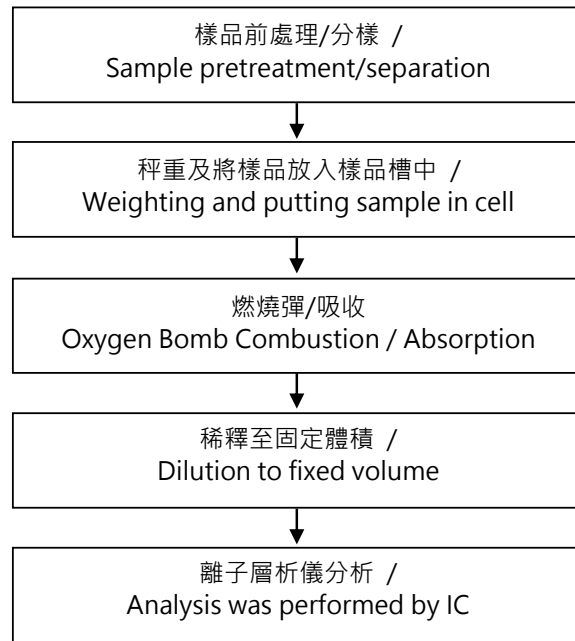 樣品前處理/分樣 /
Sample pretreatment/separation
秤重及將樣品放入樣品槽中 /
Weighting and putting sample in cell
燃燒彈/吸收
Oxygen Bomb Combustion / Absorption
稀釋至固定體積 /
Dilution to fixed volume
離子層析儀分析 /
Analysis was performed by IC